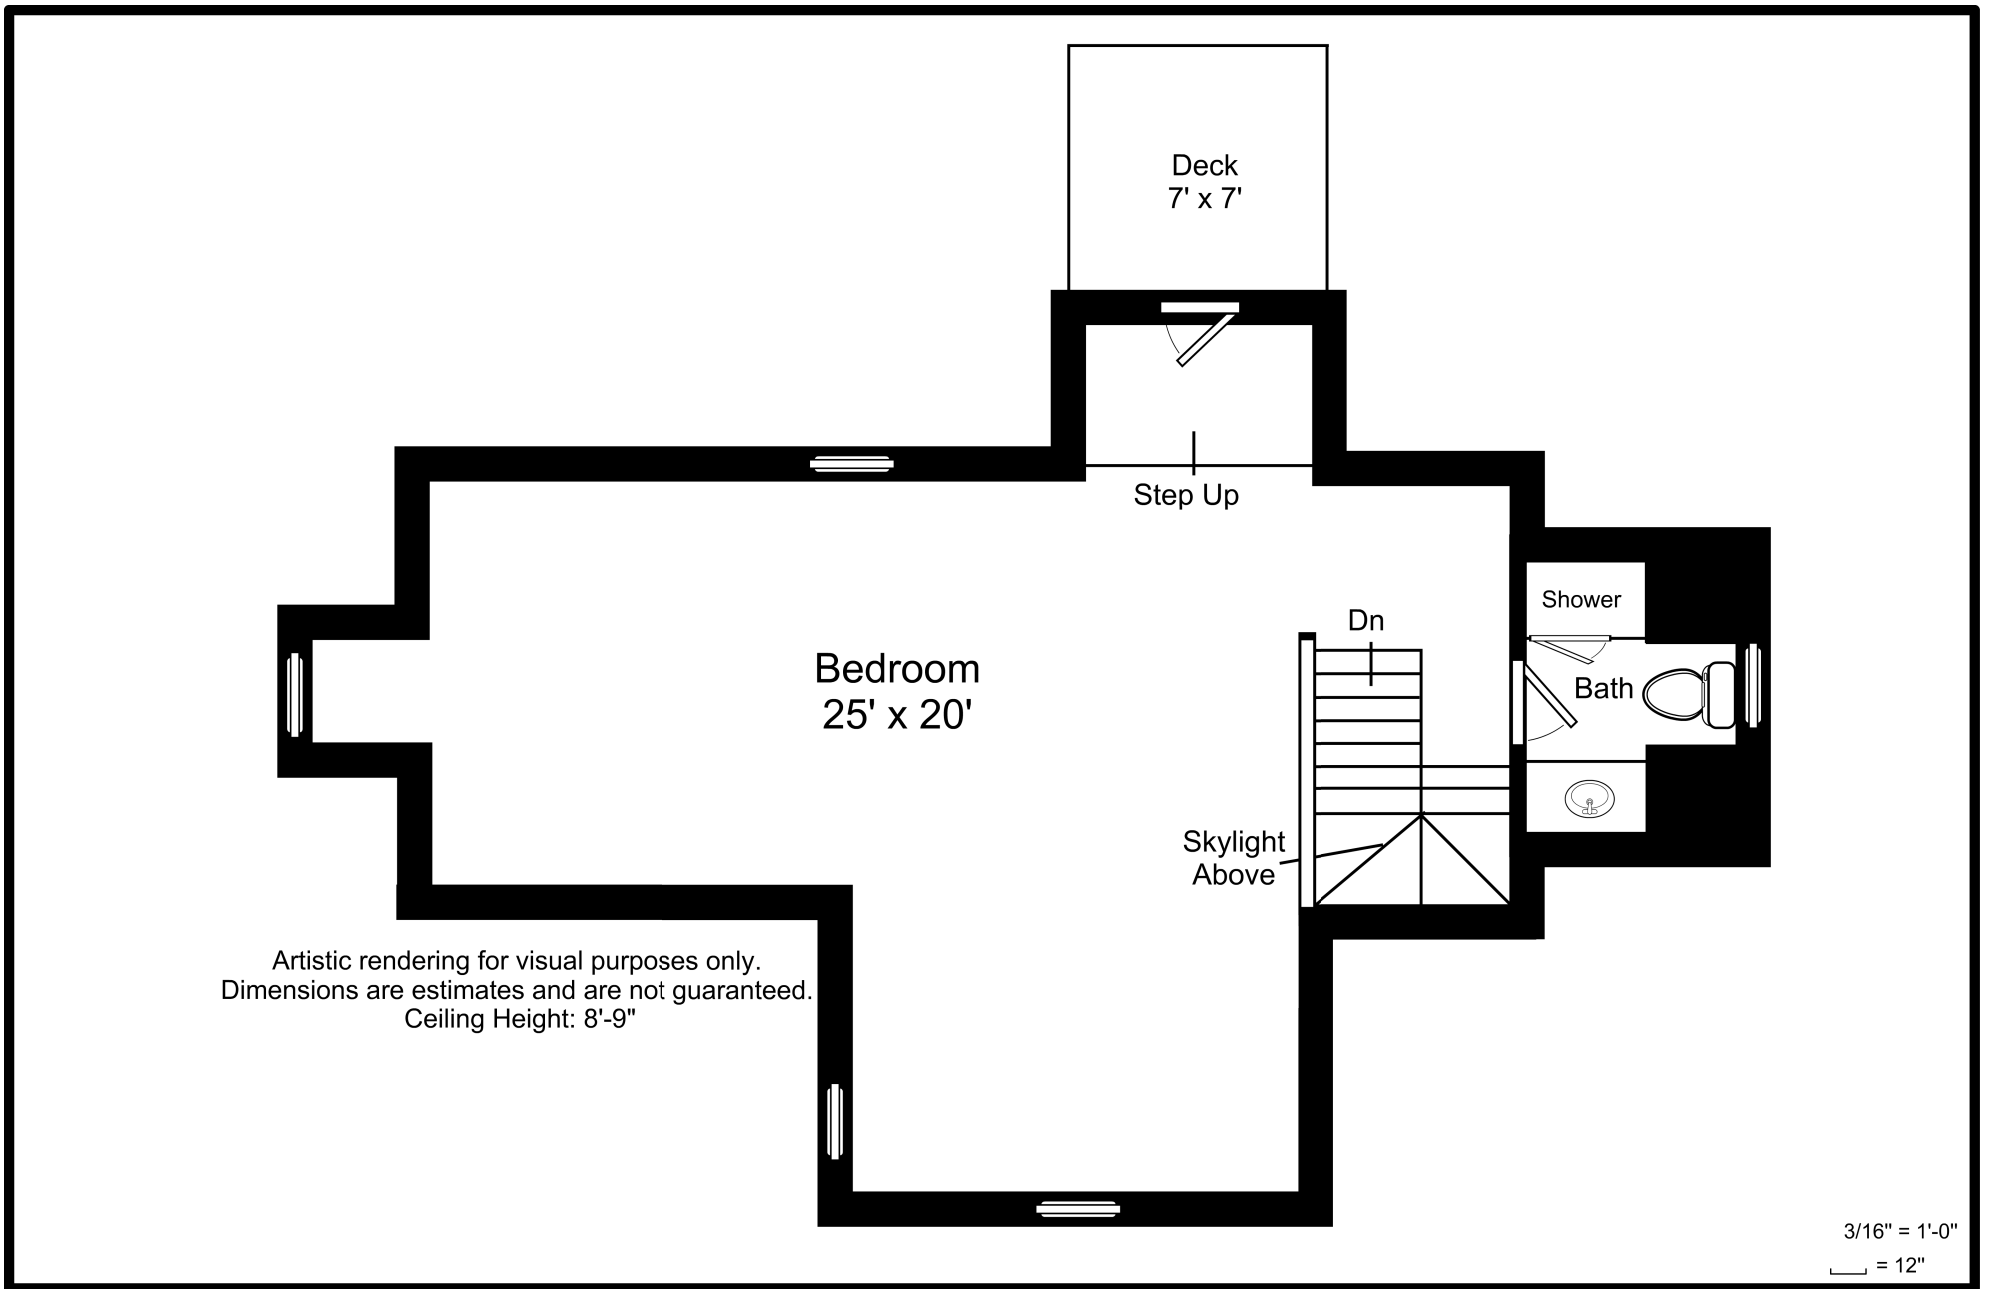 Deck
7' x 7'
Step Up
Shower
Dn
Bedroom
25' x 20'
Bath
Skylight
Above
Artistic rendering for visual purposes only.
Dimensions are estimates and are not guaranteed.
Ceiling Height: 8'-9"
3/16" = 1'-0"
= 12"